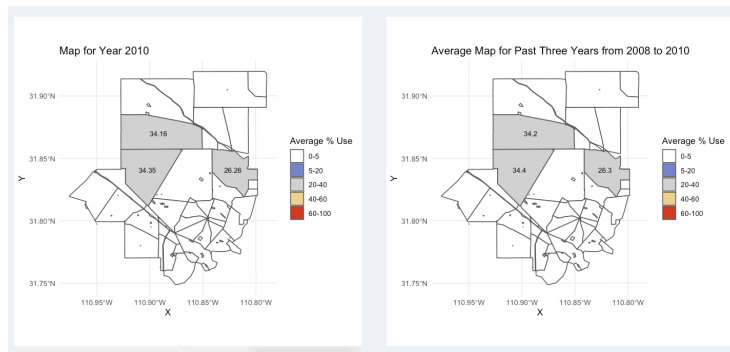 Map for Year 2010
31.90°N
31.85°N
31.80°N
31.75°N
Y
34.16
34.35
26.26
110.95°W 110.90°W 110.85°W 110.80°W
X
Average % Use
0-5
5-20
20-40
40-60
60-100
Average Map for Past Three Years from 2008 to 2010
31.90°N
31.85°N
31.80°N
31.75°N
Y
34.2
34.4
26.3
110.95°W 110.90°W 110.85°W 110.80°W
X
Average % Use
0-5
5-20
20-40
40-60
60-100